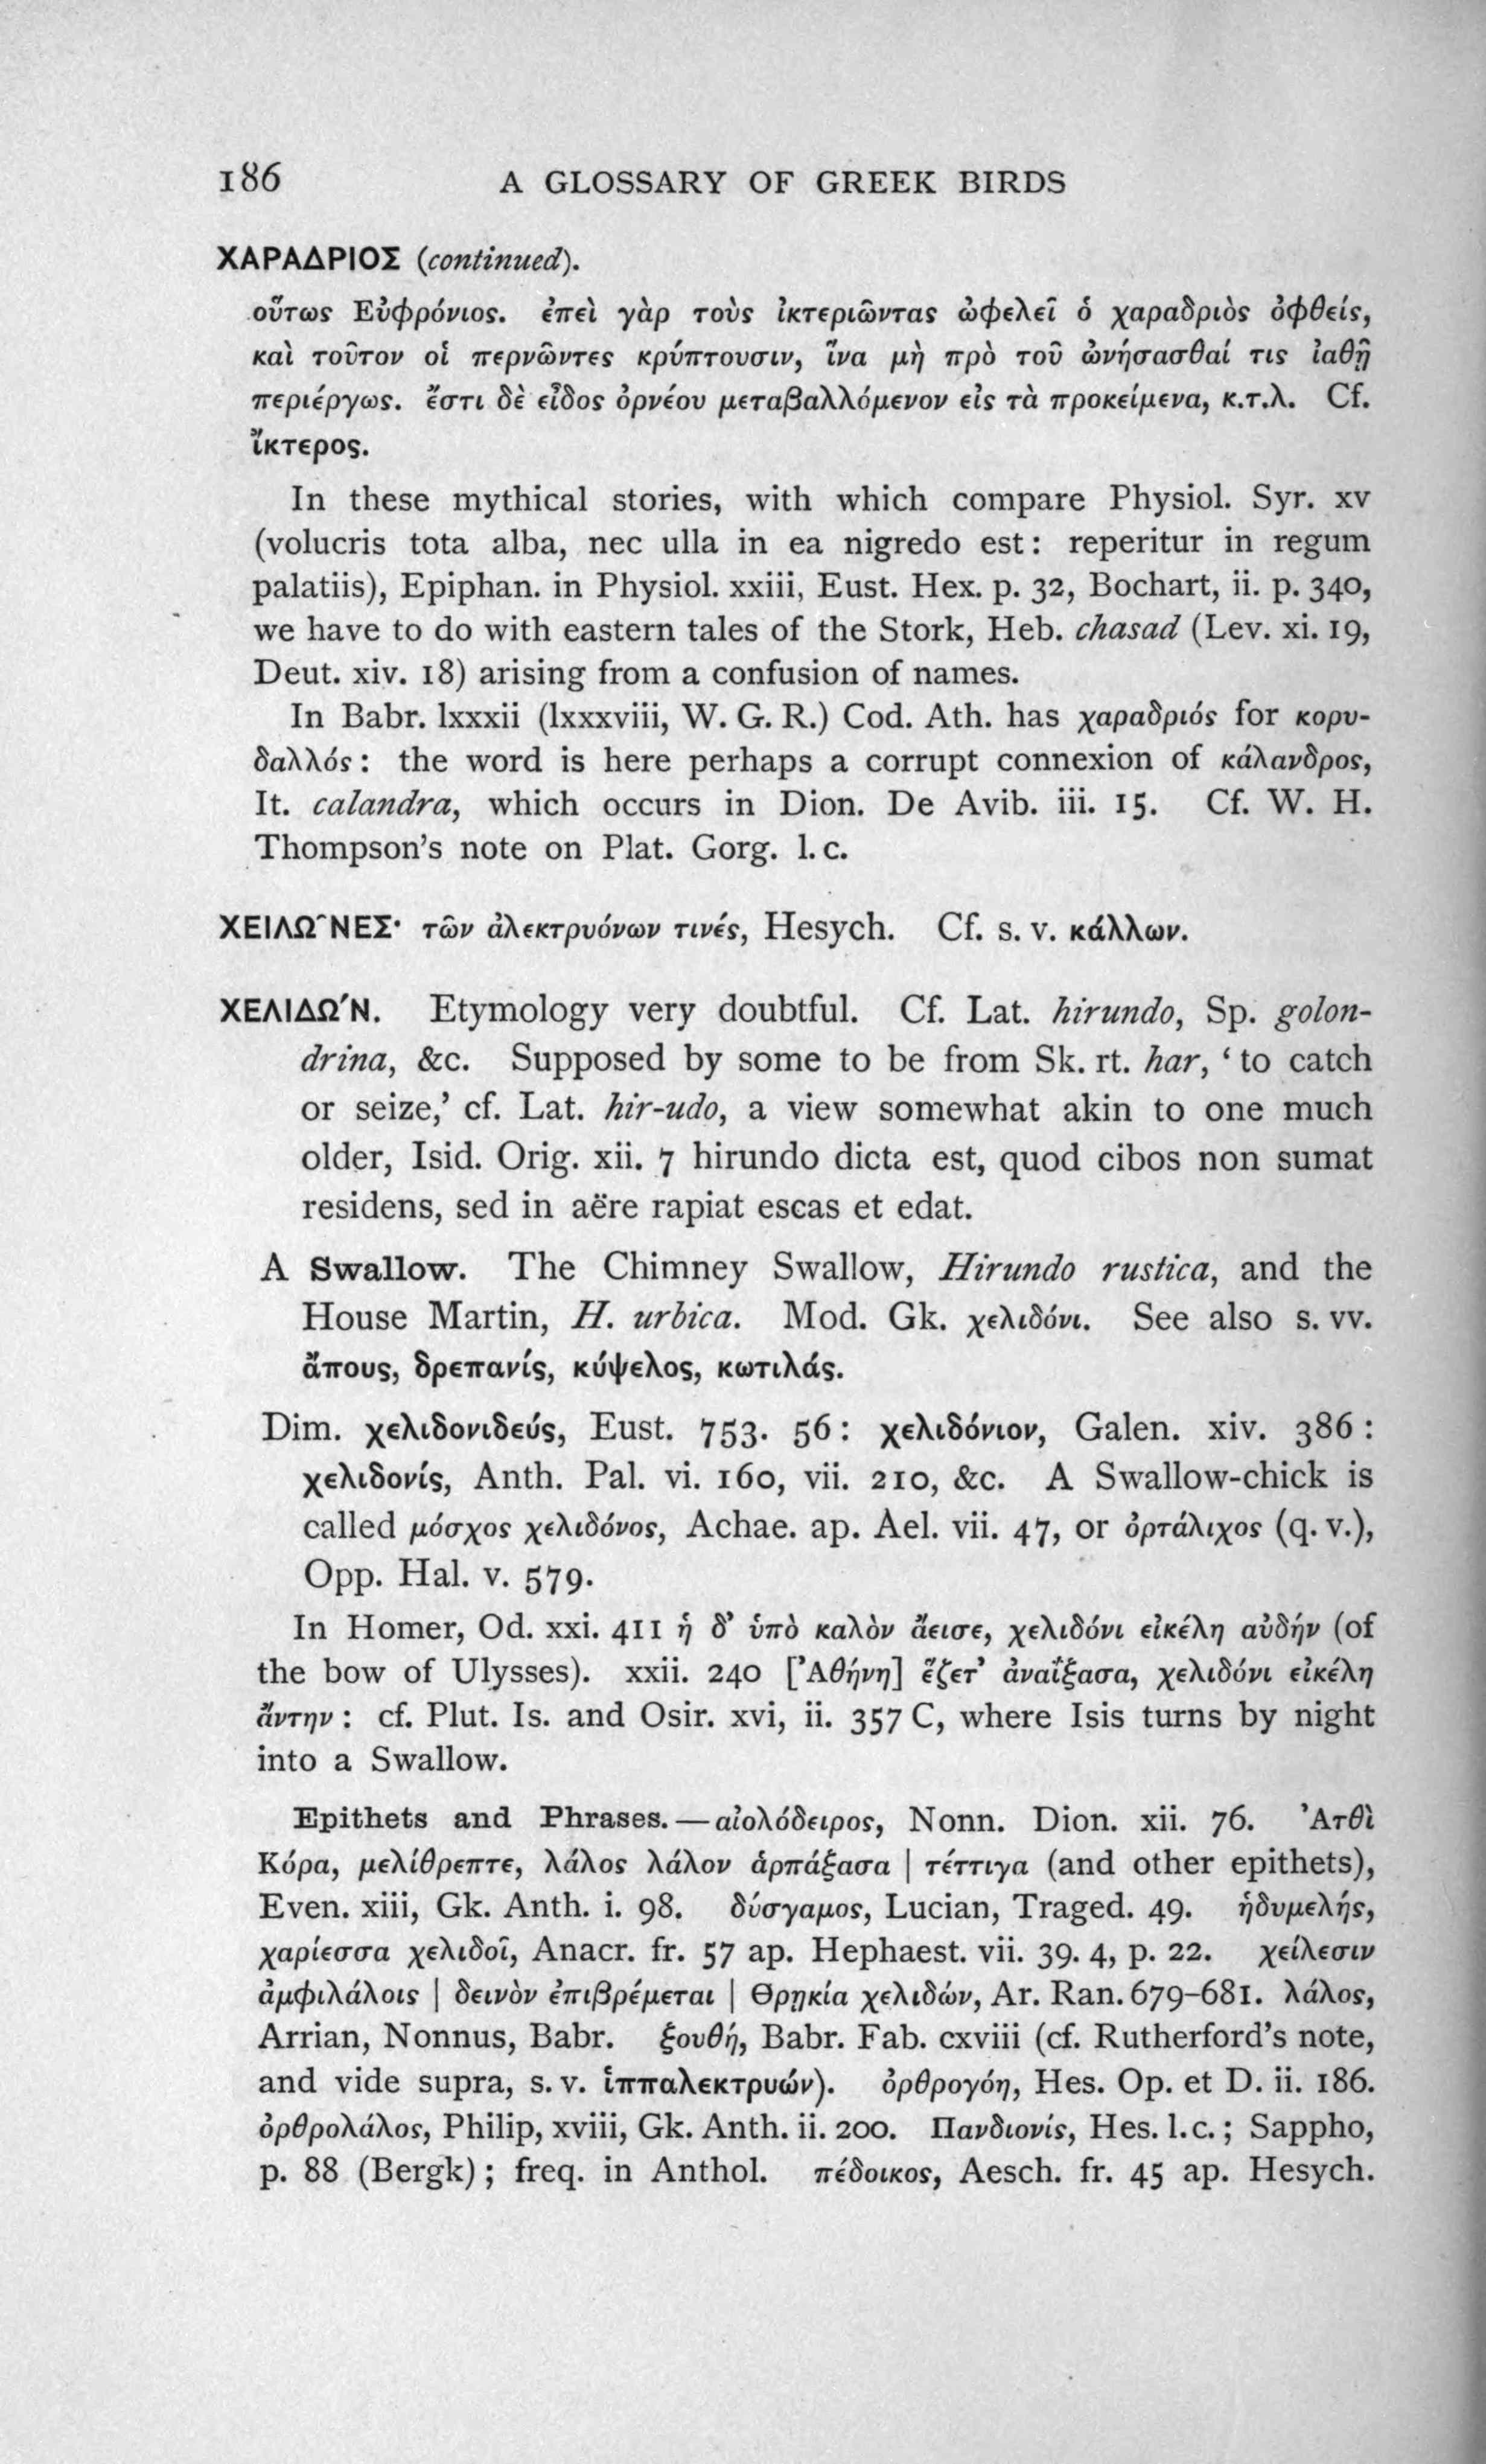 186 A GLOSSARY OF GREEK BIRDS
ΧΑΡΑΔΡΙΟΣ (continued).
οὕτως Εὐφρόνιος. ἐπεὶ γὰρ τοὺς ἰκτεριῶντας ὠφελεῖ ὁ χαραδριὸς ὀφθείς,
καὶ τοῦτον οἱ περνῶντες κρύπτουσιν, ἵνα μὴ πρὸ τοῦ ὠνήσασθαί τις ἰαθῇ
περιέργως. ἔστι δὲ εἶδος ὀρνέου μεταβαλλόμενον εἰς τὰ προκείμενα, κ.τ.λ. Cf.
ἴκτερος.
In these mythical stories, with which compare Physiol. Syr. xv
(volucris tota alba, nec ulla in ea nigredo est: reperitur in regum
palatiis), Epiphan. in Physiol. xxiii, Eust. Hex. p. 32, Bochart, ii. p. 340,
we have to do with eastern tales of the Stork, Heb. chasad (Lev. xi. 19,
Deut. xiv. 18) arising from a confusion of names.
In Babr. lxxxii (lxxxviii, W. G. R.) Cod. Ath. has χαραδριός for κορυ-
δαλλός: the word is here perhaps a corrupt connexion of κάλανδρος,
It. calandra, which occurs in Dion. De Avib. iii. 15. Cf. W. H.
Thompson's note on Plat. Gorg. l. c.
ΧΕΙΛΩ͂ΝΕΣ· τῶν ἀλεκτρυόνων τινές, Hesych. Cf. s. v. κάλλων.
ΧΕΛΙΔΩ´Ν. Etymology very doubtful. Cf. Lat. hirundo, Sp. golon-
drina, &c. Supposed by some to be from Sk. rt. har, ‘to catch
or seize,’ cf. Lat. hir-udo, a view somewhat akin to one much
older, Isid. Orig. xii. 7 hirundo dicta est, quod cibos non sumat
residens, sed in aëre rapiat escas et edat.
A Swallow. The Chimney Swallow, Hirundo rustica, and the
House Martin, H. urbica. Mod. Gk. χελιδόνι. See also s. vv.
ἄπους, δρεπανίς, κύψελος, κωτιλάς.
Dim. χελιδονιδεύς, Eust. 753. 56: χελιδόνιον, Galen. xiv. 386:
χελιδονίς, Anth. Pal. vi. 160, vii. 210, &c. A Swallow-chick is
called μόσχος χελιδόνος, Achae. ap. Ael. vii. 47, or ὀρτάλιχος (q. v.),
Opp. Hal. v. 579.
In Homer, Od. xxi. 411 ἡ δ’ ὑπὸ καλὸν ἄεισε, χελιδόνι εἰκέλη αὐδήν (of
the bow of Ulysses). xxii. 240 [Ἀθήνη] ἕζετ’ ἀναΐξασα, χελιδόνι εἰκέλη
ἄντην: cf. Plut. Is. and Osir. xvi, ii. 357 C, where Isis turns by night
into a Swallow.
Epithets and Phrases.—αἰολόδειρος, Nonn. Dion. xii. 76. Ἀτθὶ
Κόρα, μελίθρεπτε, λάλος λάλον ἁρπάξασα | τέττιγα (and other epithets),
Even. xiii, Gk. Anth. i. 98. δύσγαμος, Lucian, Traged. 49. ἡδυμελής,
χαρίεσσα χελιδοῖ, Anacr. fr. 57 ap. Hephaest. vii. 39. 4, p. 22. χείλεσιν
ἀμφιλάλοις | δεινὸν ἐπιβρέμεται | Θρῃκία χελιδών, Ar. Ran. 679–681. λάλος,
Arrian, Nonnus, Babr. ξουθή, Babr. Fab. cxviii (cf. Rutherford's note,
and vide supra, s. v. ἱππαλεκτρυών). ὀρθρογόη, Hes. Op. et D. ii. 186.
ὀρθρολάλος, Philip, xviii, Gk. Anth. ii. 200. Πανδιονίς, Hes. l. c.; Sappho,
p. 88 (Bergk); freq. in Anthol. πέδοικος, Aesch. fr. 45 ap. Hesych.